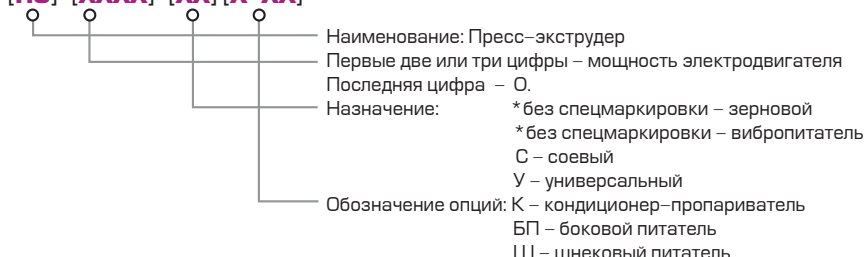 Наименование: Пресс-экструдер
Первые две или три цифры – мощность электродвигателя
Последняя цифра – 0.
Назначение: *без спецмаркировки – зерновой
*без спецмаркировки – вибропитатель
С – соевый
У – универсальный
Обозначение опций: К – кондиционер-пропариватель
БП – боковой питатель
Ш – шнековый питатель